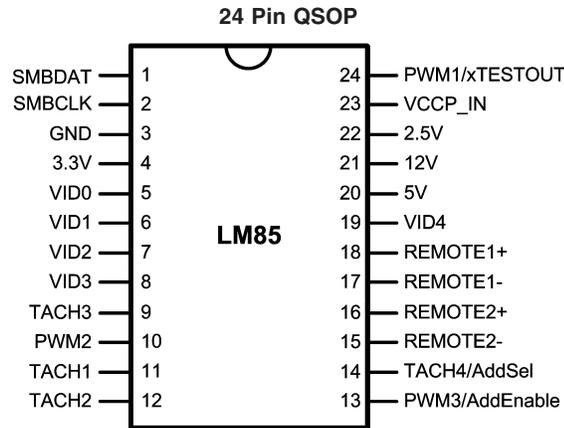 24 Pin QSOP
SMBDAT 1 24 PWM1/xTESTOUT
SMBCLK 2 23 VCCP_IN
GND 3 22 2.5V
3.3V 4 21 12V
VID0 5 20 5V
VID1 6 19 VID4
LM85
VID2 7 18 REMOTE1+
VID3 8 17 REMOTE1-
TACH3 9 16 REMOTE2+
PWM2 10 15 REMOTE2-
TACH1 11 14 TACH4/AddSel
TACH2 12 13 PWM3/AddEnable